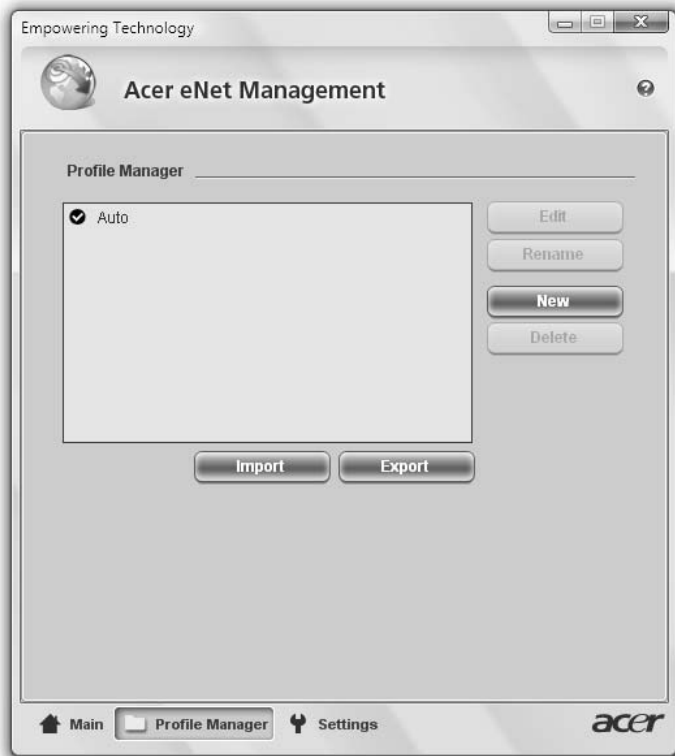 Empowering Technology
Acer eNet Management
?
Profile Manager
Auto
Edit
Rename
New
Delete
Import
Export
Main
Profile Manager
Settings
acer